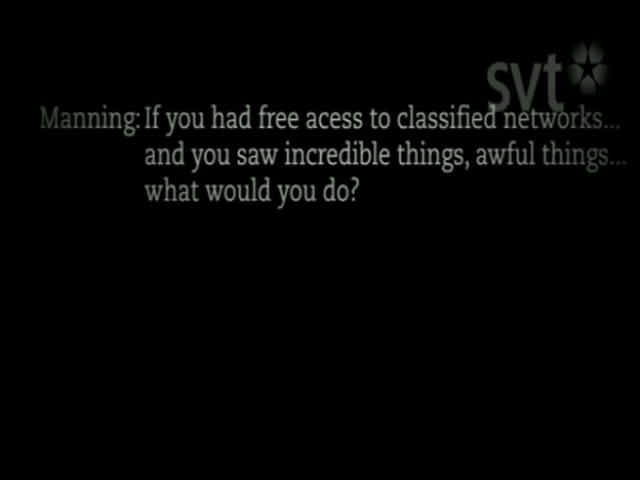 svt
Manning: If you had free acess to classified networks...
and you saw incredible things, awful things...
what would you do?